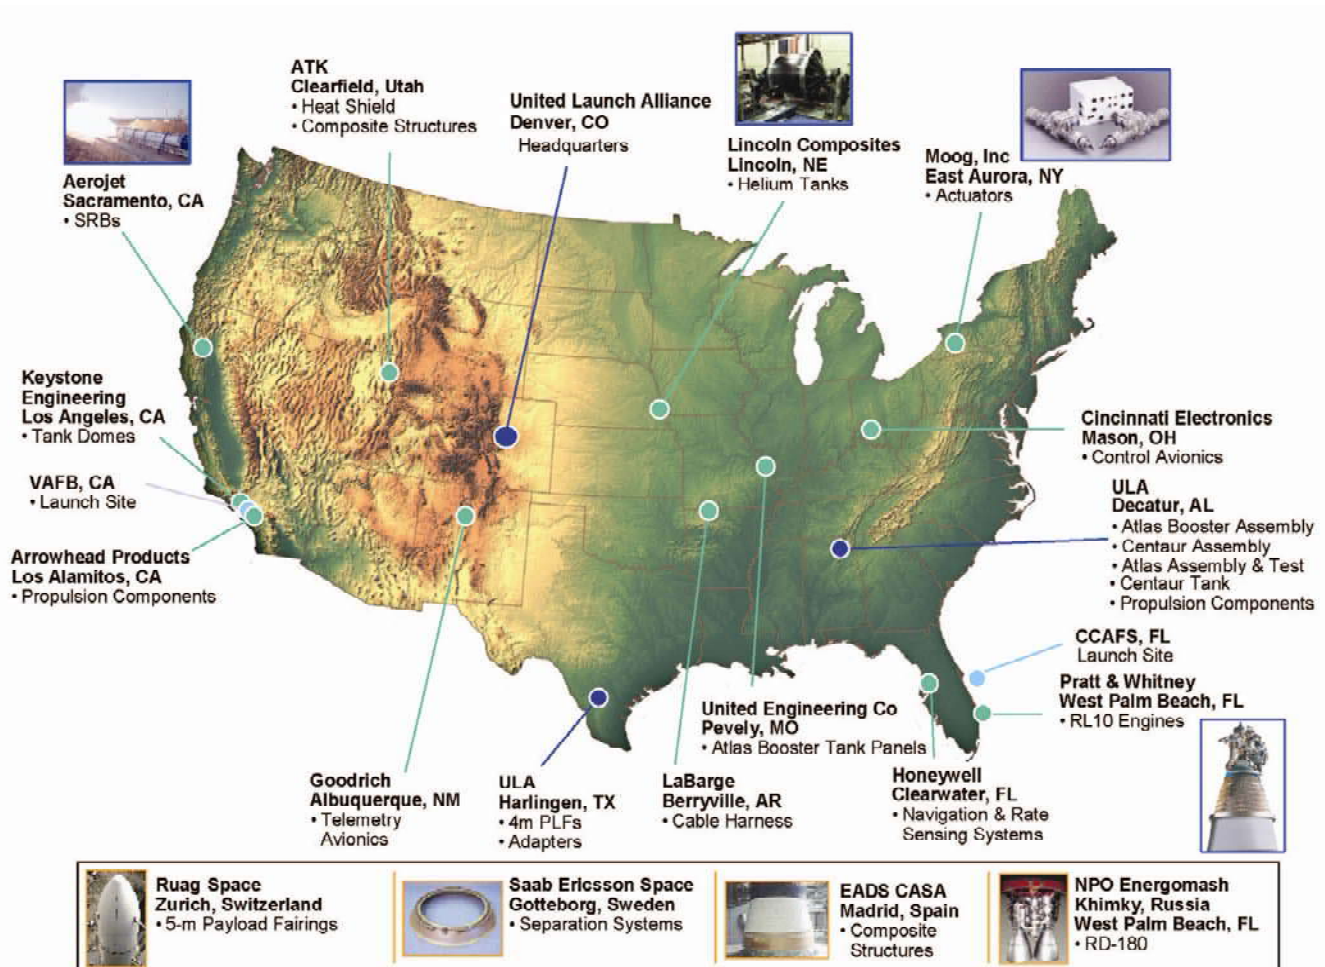 ATK
Clearfield, Utah
• Heat Shield
• Composite Structures
United Launch Alliance
Denver, CO
Headquarters
Lincoln Composites
Lincoln, NE
• Helium Tanks
Moog, Inc
East Aurora, NY
• Actuators
Aerojet
Sacramento, CA
• SRBs
Keystone
Engineering
Los Angeles, CA
• Tank Domes
VAFB, CA
• Launch Site
Arrowhead Products
Los Alamitos, CA
• Propulsion Components
Cincinnati Electronics
Mason, OH
• Control Avionics
ULA
Decatur, AL
• Atlas Booster Assembly
• Centaur Assembly
• Atlas Assembly & Test
• Centaur Tank
• Propulsion Components
CCAFS, FL
Launch Site
Pratt & Whitney
West Palm Beach, FL
• RL10 Engines
Goodrich
Albuquerque, NM
• Telemetry
Avionics
ULA
Harlingen, TX
• 4m PLFs
• Adapters
LaBarge
Berryville, AR
• Cable Harness
United Engineering Co
Pevely, MO
• Atlas Booster Tank Panels
Honeywell
Clearwater, FL
• Navigation & Rate
Sensing Systems
Ruag Space
Zurich, Switzerland
• 5-m Payload Fairings
Saab Ericsson Space
Gotteborg, Sweden
• Separation Systems
EADS CASA
Madrid, Spain
• Composite
Structures
NPO Energomash
Khimky, Russia
West Palm Beach, FL
• RD-180